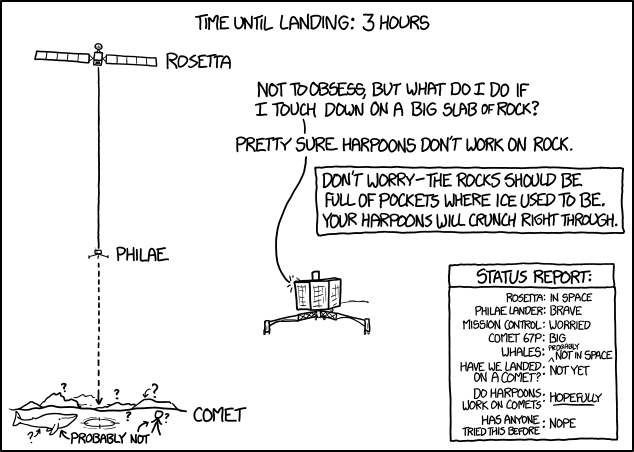 TIME UNTIL LANDING: 3 HOURS
ROSETTA
NOT TO OBSESS, BUT WHAT DO I DO IF
I TOUCH DOWN ON A BIG SLAB OF ROCK?
PRETTY SURE HARPOONS DON'T WORK ON ROCK.
DON'T WORRY—THE ROCKS SHOULD BE
FULL OF POCKETS WHERE ICE USED TO BE.
YOUR HARPOONS WILL CRUNCH RIGHT THROUGH.
PHILAE
STATUS REPORT:
ROSETTA: IN SPACE
PHILAE LANDER: BRAVE
MISSION CONTROL: WORRIED
COMET 67P: BIG
PROBABLY
WHALES: ^ NOT IN SPACE
HAVE WE LANDED
ON A COMET?: NOT YET
DO HARPOONS
WORK ON COMETS: HOPEFULLY
HAS ANYONE
TRIED THIS BEFORE: NOPE
? ? ?
COMET
? ?
? PROBABLY NOT